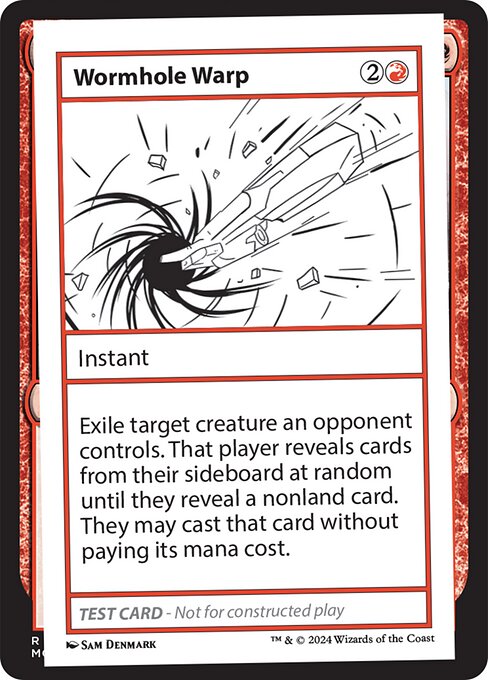 Wormhole Warp 2
Instant
Exile target creature an opponent
controls. That player reveals cards
from their sideboard at random
until they reveal a nonland card.
They may cast that card without
paying its mana cost.
TEST CARD - Not for constructed play
SAM DENMARK
™ & © 2024 Wizards of the Coast
R